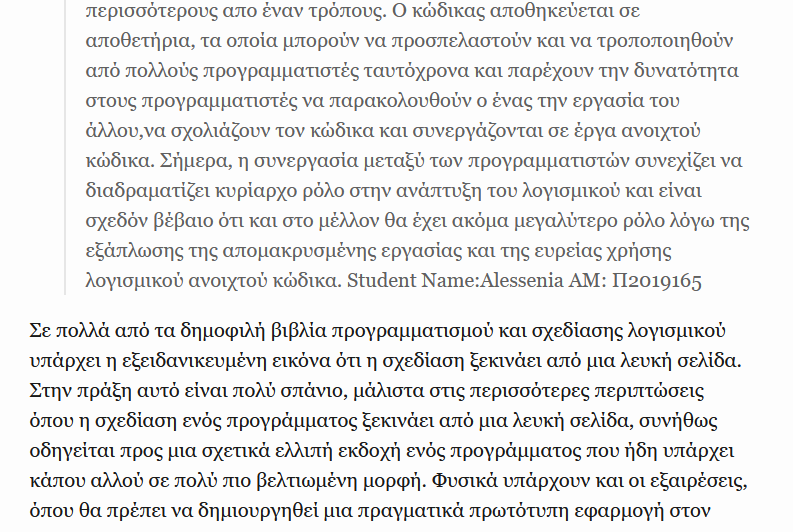 περισσότερους απο έναν τρόπους. Ο κώδικας αποθηκεύεται σε
αποθετήρια, τα οποία μπορούν να προσπελαστούν και να τροποποιηθούν
από πολλούς προγραμματιστές ταυτόχρονα και παρέχουν την δυνατότητα
στους προγραμματιστές να παρακολουθούν ο ένας την εργασία του
άλλου,να σχολιάζουν τον κώδικα και συνεργάζονται σε έργα ανοιχτού
κώδικα. Σήμερα, η συνεργασία μεταξύ των προγραμματιστών συνεχίζει να
διαδραματίζει κυρίαρχο ρόλο στην ανάπτυξη του λογισμικού και είναι
σχεδόν βέβαιο ότι και στο μέλλον θα έχει ακόμα μεγαλύτερο ρόλο λόγω της
εξάπλωσης της απομακρυσμένης εργασίας και της ευρείας χρήσης
λογισμικού ανοιχτού κώδικα. Student Name:Alessenia AM: Π2019165
Σε πολλά από τα δημοφιλή βιβλία προγραμματισμού και σχεδίασης λογισμικού
υπάρχει η εξειδανικευμένη εικόνα ότι η σχεδίαση ξεκινάει από μια λευκή σελίδα.
Στην πράξη αυτό είναι πολύ σπάνιο, μάλιστα στις περισσότερες περιπτώσεις
όπου η σχεδίαση ενός προγράμματος ξεκινάει από μια λευκή σελίδα, συνήθως
οδηγείται προς μια σχετικά ελλιπή εκδοχή ενός προγράμματος που ήδη υπάρχει
κάπου αλλού σε πολύ πιο βελτιωμένη μορφή. Φυσικά υπάρχουν και οι εξαιρέσεις,
όπου θα πρέπει να δημιουργηθεί μια πραγματικά πρωτότυπη εφαρμογή στον